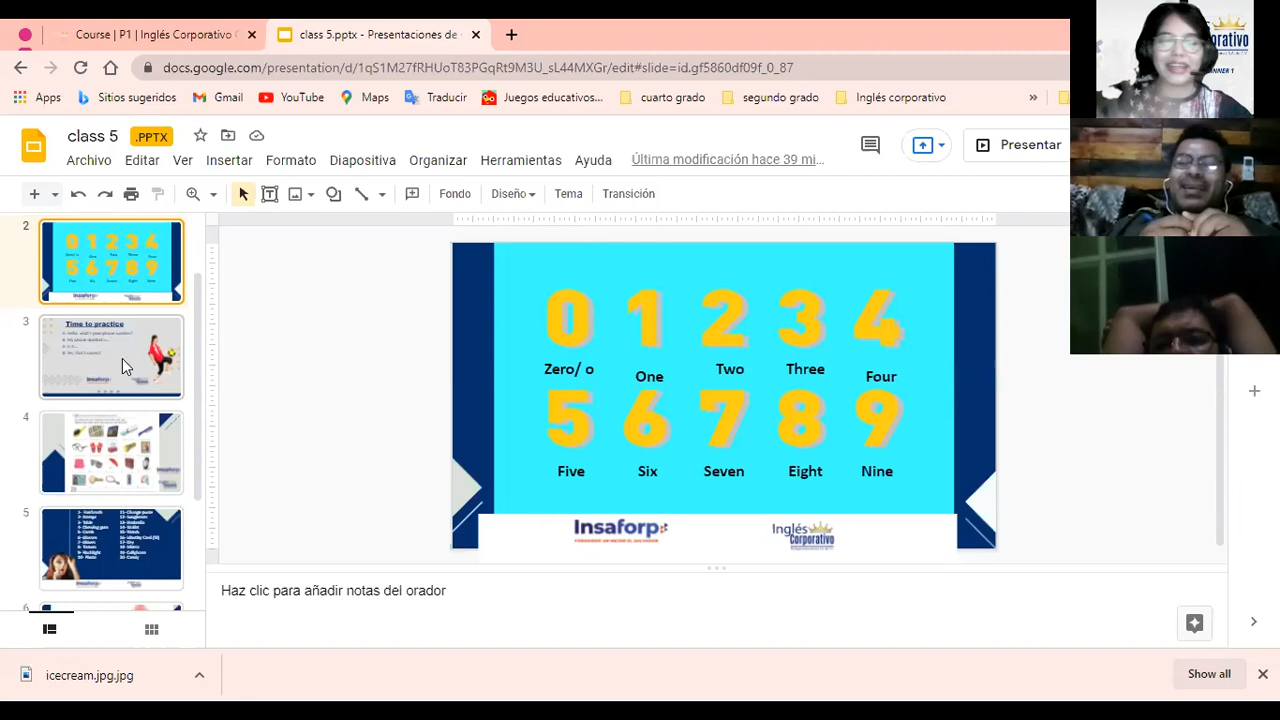 Course | P1 | Inglés Corporativo
class 5.pptx - Presentaciones de
docs.google.com/presentation/d/
edit#slide=id.gf5860df09f_0_87
Apps
Sitios sugeridos
Gmail
YouTube
Maps
Traducir
Juegos educativos...
cuarto grado
segundo grado
Inglés corporativo
class 5
.PPTX
Archivo
Editar
Ver
Insertar
Formato
Diapositiva
Organizar
Herramientas
Ayuda
Última modificación hace 39 mi...
Presentar
Fondo
Diseño
Tema
Transición
2
3
Time to practice
4
5
0 1 2 3 4
Zero/ o One Two Three Four
5 6 7 8 9
Five Six Seven Eight Nine
Insaforp
Inglés
Corporativo
Haz clic para añadir notas del orador
icecream.jpg.jpg
Show all